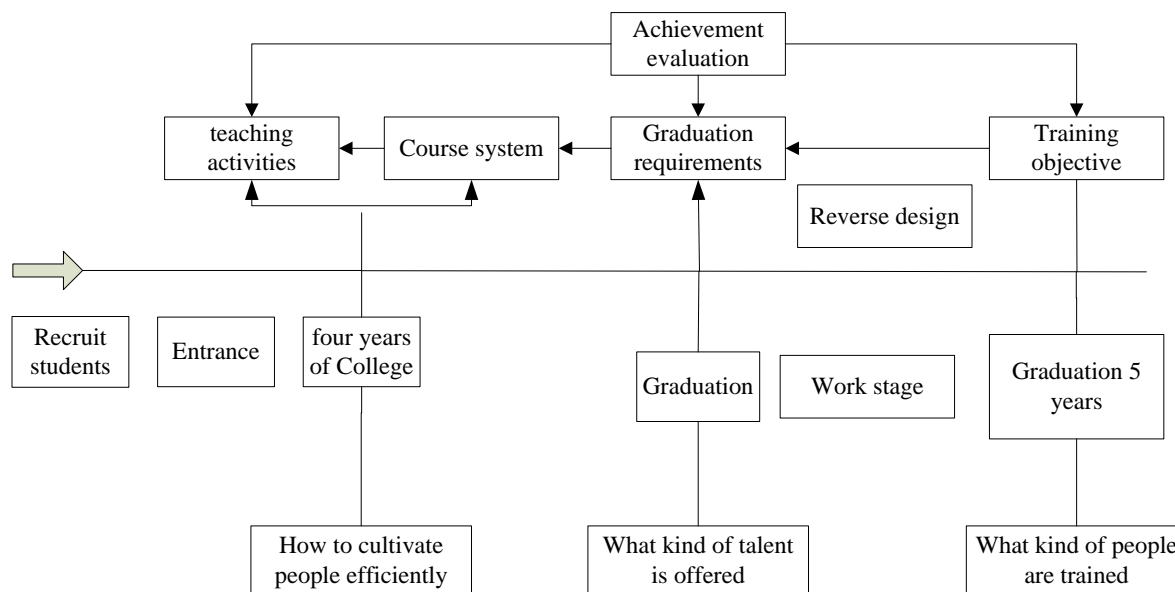 Achievement
evaluation
teaching
activities
Course system
Graduation
requirements
Training
objective
Reverse design
Recruit
students
Entrance
four years
of College
Graduation
Work stage
Graduation 5
years
How to cultivate
people efficiently
What kind of talent
is offered
What kind of people
are trained